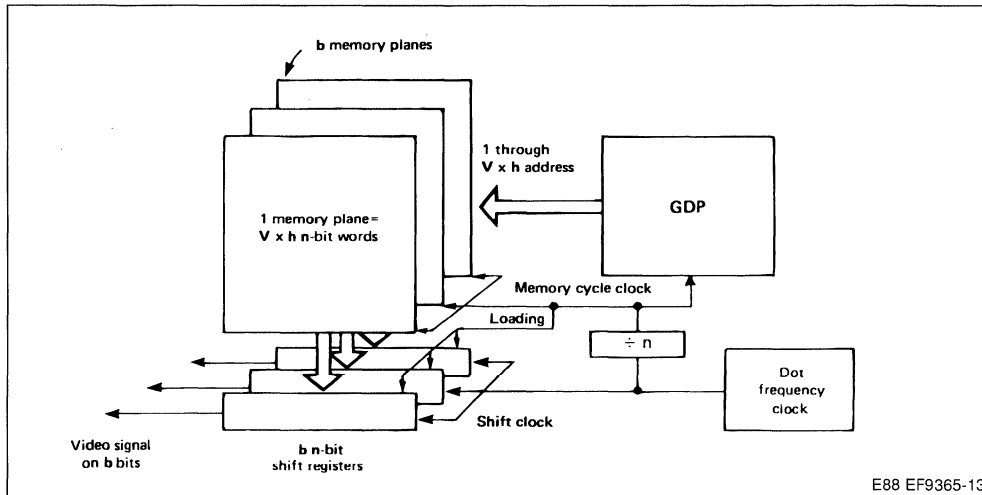 b memory planes
1 through
V x h address
GDP
1 memory plane=
V x h n-bit words
Memory cycle clock
Loading
÷ n
Dot
frequency
clock
Shift clock
Video signal
on b bits
b n-bit
shift registers
E88 EF9365-13